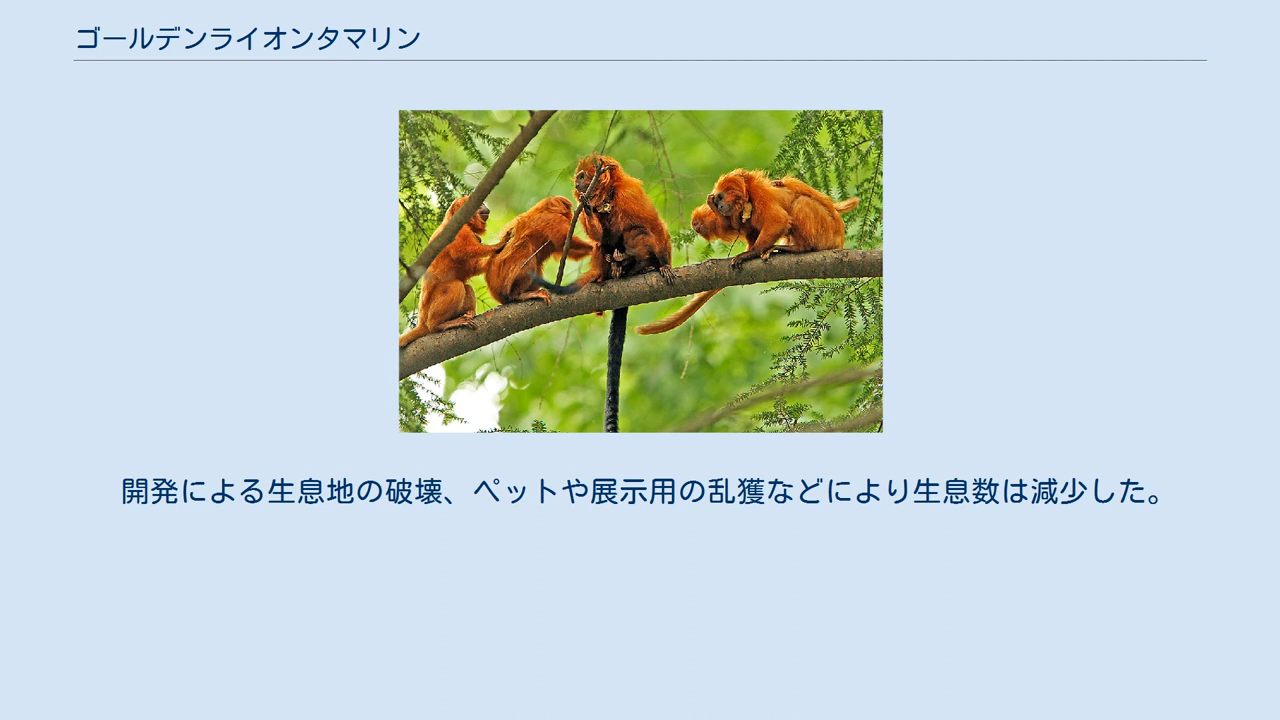 ゴールデンライオンタマリン
開発による生息地の破壊、ペットや展示用の乱獲などにより生息数は減少した。